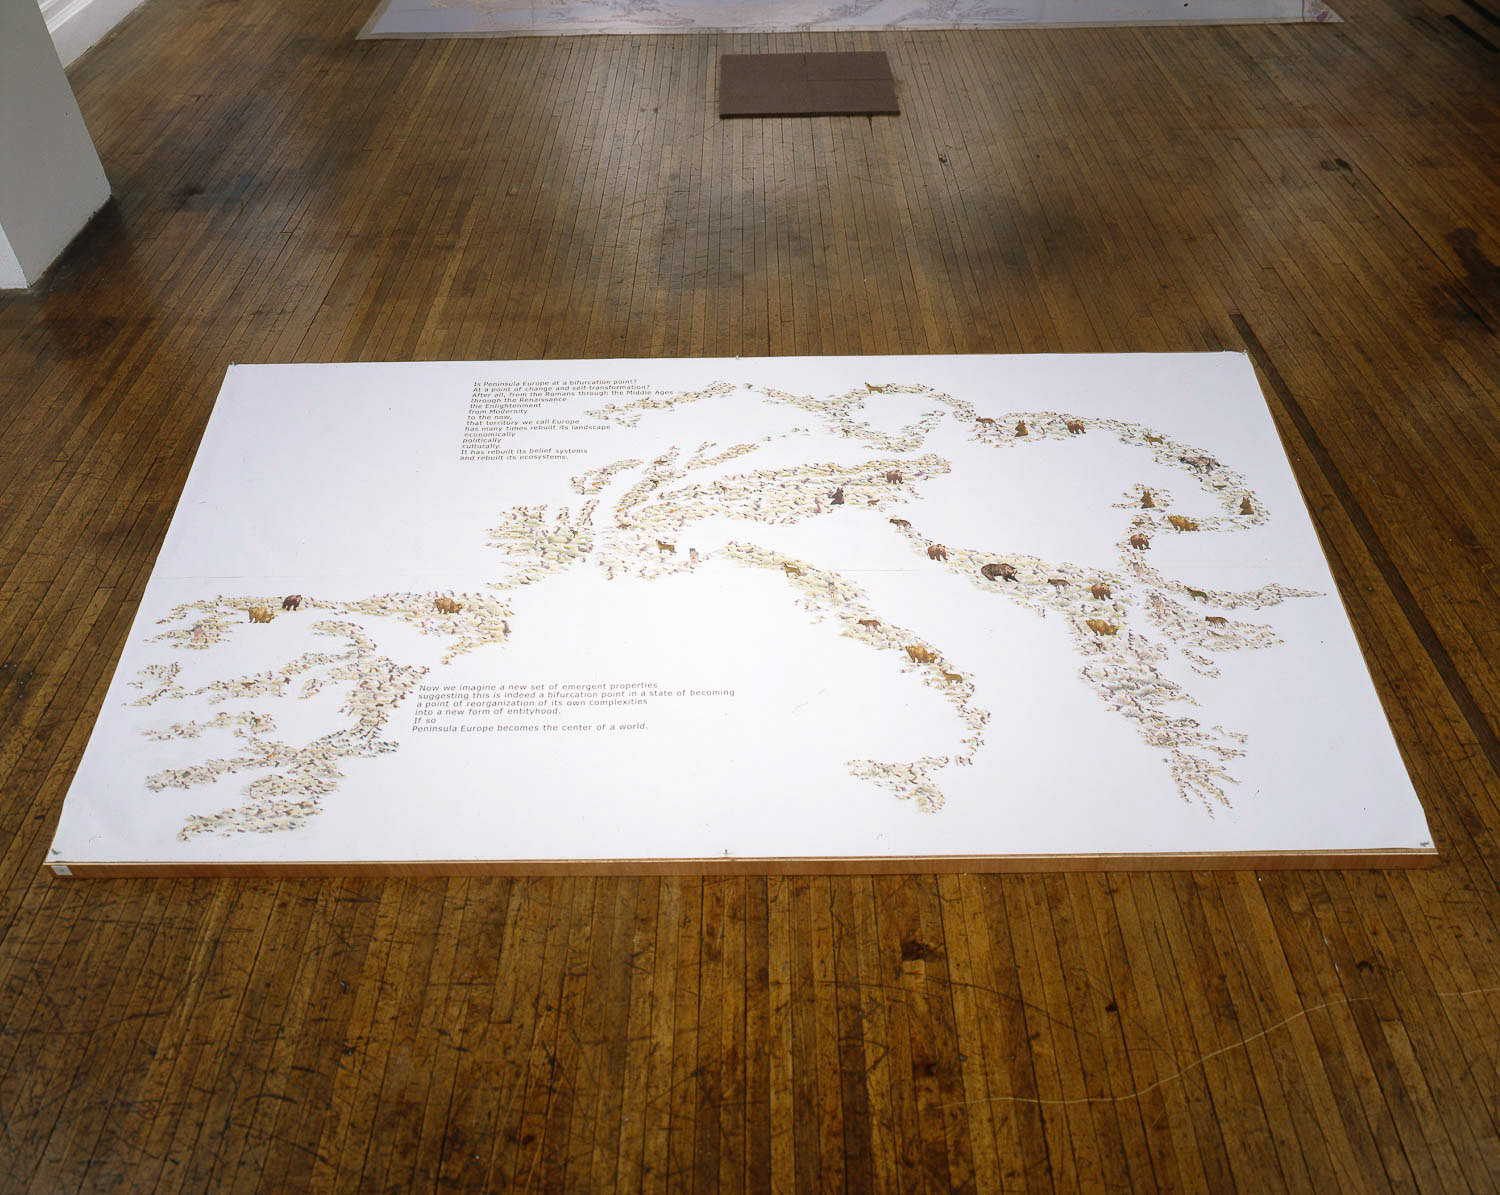 Is Peninsula Europe at a bifurcation point?
At a point of change and self-transformation?
After all, from the Romans through the Middle Ages
through the Renaissance
the Enlightenment
from Modernity
to the now,
that territory we call Europe
has many times rebuilt its landscape
economically
politically
culturally.
It has rebuilt its belief systems
and rebuilt its ecosystems.
Now we imagine a new set of emergent properties
suggesting this is indeed a bifurcation point in a state of becoming
a point of reorganization of its own complexities
into a new form of entityhood.
If so
Peninsula Europe becomes the center of a world.